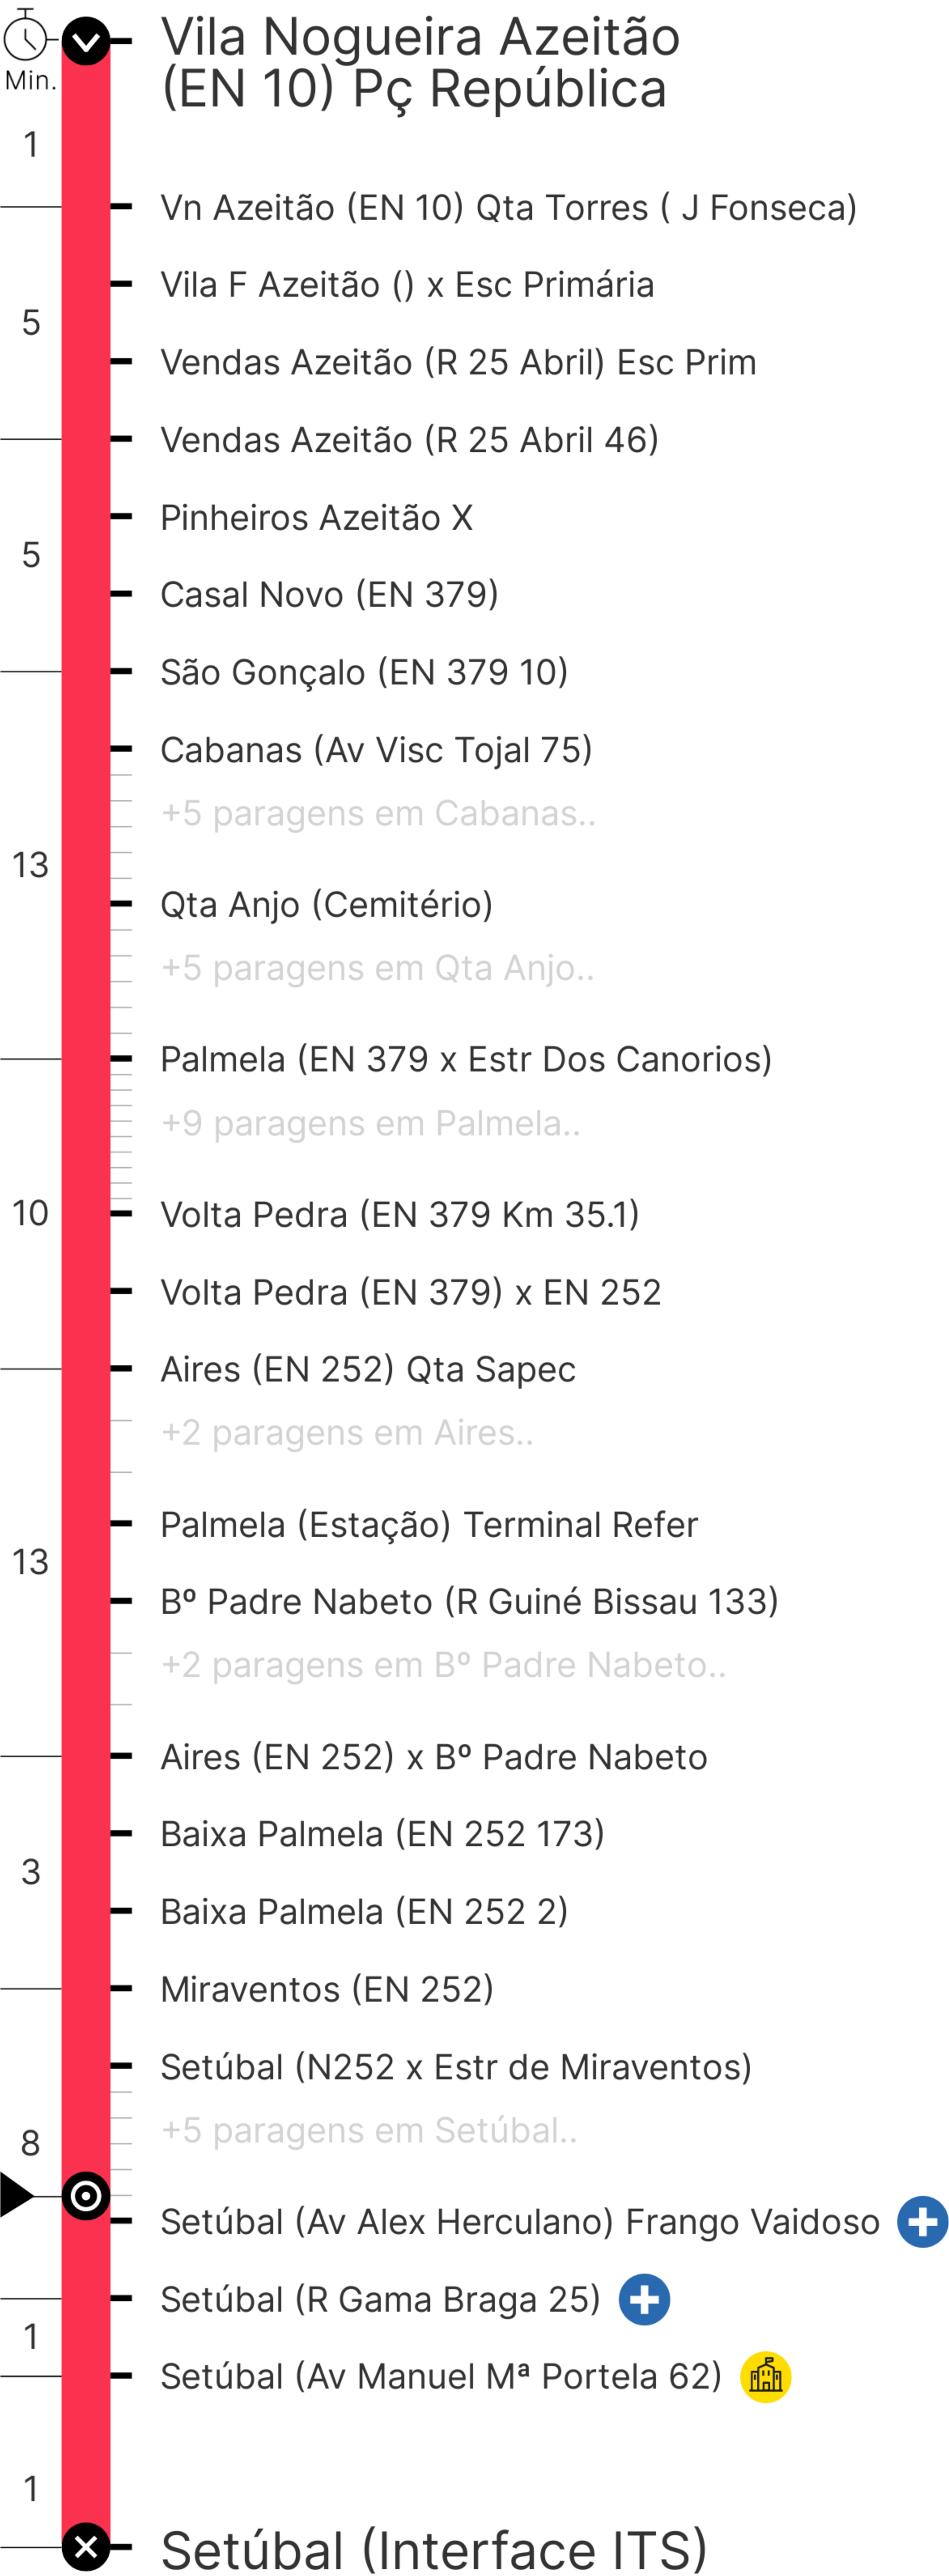 Vila Nogueira Azeitão
(EN 10) Pç República
Min.
1
Vn Azeitão (EN 10) Qta Torres ( J Fonseca)
Vila F Azeitão () x Esc Primária
5
Vendas Azeitão (R 25 Abril) Esc Prim
Vendas Azeitão (R 25 Abril 46)
Pinheiros Azeitão X
5
Casal Novo (EN 379)
São Gonçalo (EN 379 10)
Cabanas (Av Visc Tojal 75)
+5 paragens em Cabanas..
13
Qta Anjo (Cemitério)
+5 paragens em Qta Anjo..
Palmela (EN 379 x Estr Dos Canorios)
+9 paragens em Palmela..
10
Volta Pedra (EN 379 Km 35.1)
Volta Pedra (EN 379) x EN 252
Aires (EN 252) Qta Sapec
+2 paragens em Aires..
Palmela (Estação) Terminal Refer
13
Bº Padre Nabeto (R Guiné Bissau 133)
+2 paragens em Bº Padre Nabeto..
Aires (EN 252) x Bº Padre Nabeto
Baixa Palmela (EN 252 173)
3
Baixa Palmela (EN 252 2)
Miraventos (EN 252)
Setúbal (N252 x Estr de Miraventos)
+5 paragens em Setúbal..
8
Setúbal (Av Alex Herculano) Frango Vaidoso
Setúbal (R Gama Braga 25)
1
Setúbal (Av Manuel Mª Portela 62)
1
Setúbal (Interface ITS)